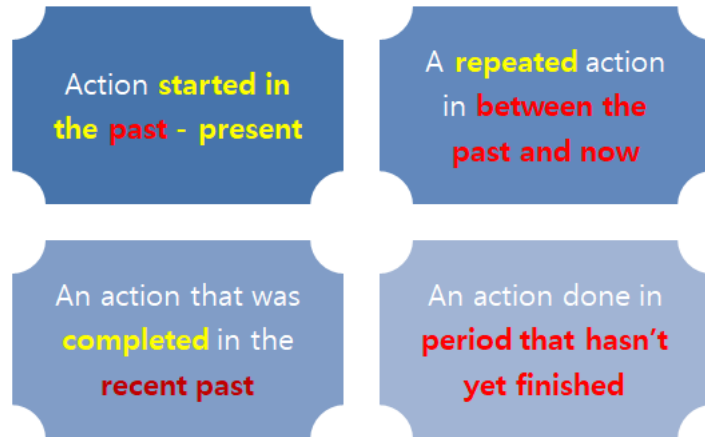 Action started in
the past - present
A repeated action
in between the
past and now
An action that was
completed in the
recent past
An action done in
period that hasn't
yet finished